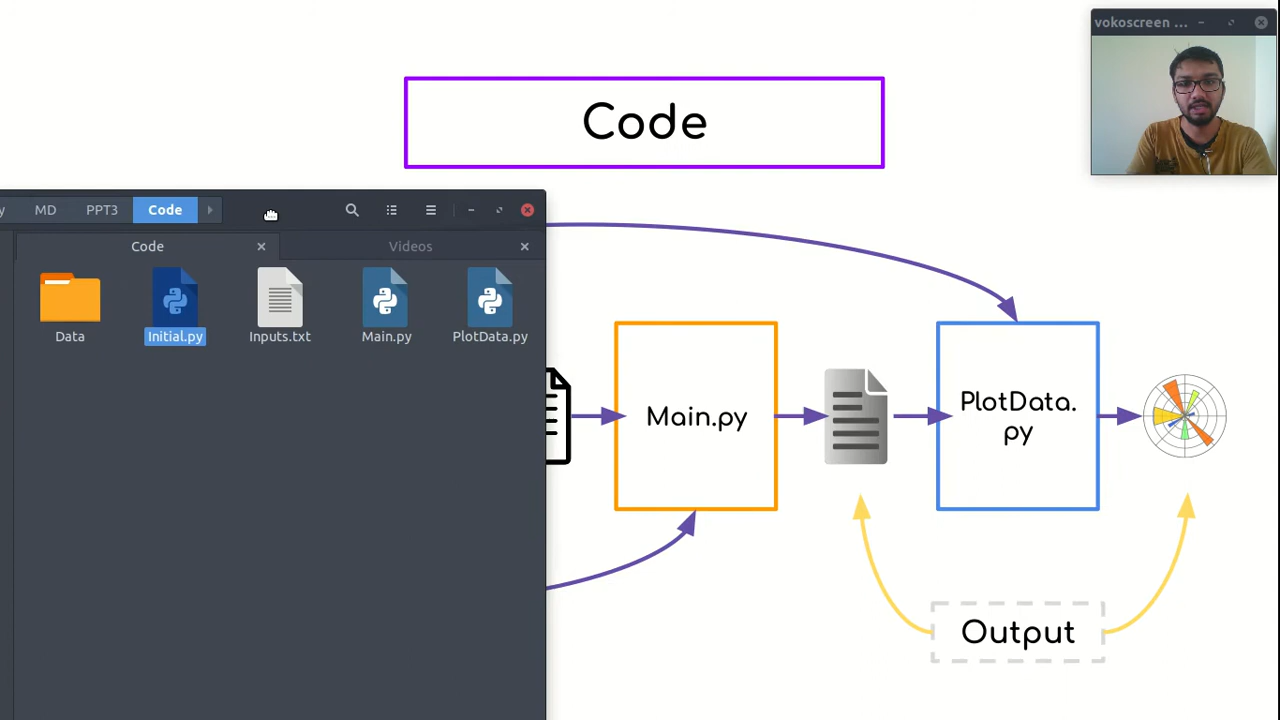 vokoscreen ...
Code
y MD PPT3 Code
Code Videos
Data Initial.py Inputs.txt Main.py PlotData.py
Main.py
PlotData.
py
Output